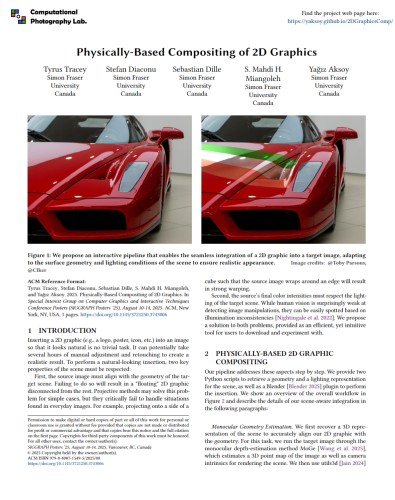 Computational
Photography Lab.
Find the project web page here:
https://yaksoy.github.io/2DGraphicsComp/
Physically-Based Compositing of 2D Graphics
Tyrus Tracey
Simon Fraser
University
Canada
Stefan Diaconu
Simon Fraser
University
Canada
Sebastian Dille
Simon Fraser
University
Canada
S. Mahdi H.
Miangoleh
Simon Fraser
University
Canada
Yağız Aksoy
Simon Fraser
University
Canada
Figure 1: We propose an interactive pipeline that enables the seamless integration of a 2D graphic into a target image, adapting
to the surface geometry and lighting conditions of the scene to ensure realistic appearance. Image credits: @Toby Parsons,
@Clker
ACM Reference Format:
Tyrus Tracey, Stefan Diaconu, Sebastian Dille, S. Mahdi H. Miangoleh,
and Yağız Aksoy. 2025. Physically-Based Compositing of 2D Graphics. In
Special Interest Group on Computer Graphics and Interactive Techniques
Conference Posters (SIGGRAPH Posters '25), August 10-14, 2025. ACM, New
York, NY, USA, 3 pages. https://doi.org/10.1145/3721250.3743006
1 INTRODUCTION
Inserting a 2D graphic (e.g., a logo, poster, icon, etc.) into an image
so that it looks natural is no trivial task. It can potentially take
several hours of manual adjustment and retouching to create a
realistic result. To perform a natural-looking insertion, two key
properties of the scene must be respected:
First, the source image must align with the geometry of the tar-
get scene. Failing to do so will result in a "floating" 2D graphic
disconnected from the rest. Projective methods may solve this prob-
lem for simple cases, but they critically fail to handle situations
found in everyday images. For example, projecting onto a side of a
Permission to make digital or hard copies of part or all of this work for personal or
classroom use is granted without fee provided that copies are not made or distributed
for profit or commercial advantage and that copies bear this notice and the full citation
on the first page. Copyrights for third-party components of this work must be honored.
For all other uses, contact the owner/author(s).
SIGGRAPH Posters '25, August 10-14, 2025, Vancouver, BC, Canada
© 2025 Copyright held by the owner/author(s).
ACM ISBN 979-8-4007-1549-5/2025/08
https://doi.org/10.1145/3721250.3743006
cube such that the source image wraps around an edge will result
in strong warping.
Second, the source's final color intensities must respect the light-
ing of the target scene. While human vision is surprisingly weak at
detecting image manipulations, they can be easily spotted based on
illumination inconsistencies [Nightingale et al. 2022]. We propose
a solution to both problems, provided as an efficient, yet intuitive
tool for users to download and experiment with.
2 PHYSICALLY-BASED 2D GRAPHIC
COMPOSITING
Our pipeline addresses these aspects step by step. We provide two
Python scripts to retrieve a geometry and a lighting representation
for the scene, as well as a Blender [Blender 2025] plugin to perform
the insertion. We show an overall of the overall workflow in
Figure 2 and describe the details of our scene-aware integration in
the following paragraphs:
Monocular Geometry Estimation. We first recover a 3D repre-
sentation of the scene to accurately align our 2D graphic with
the geometry. For this task, we run the target image through the
monocular depth-estimation method MoGe [Wang et al. 2025],
which estimates a 3D point map of the image as well as camera
intrinsics for rendering the scene. We then use utils3d [Jain 2024]